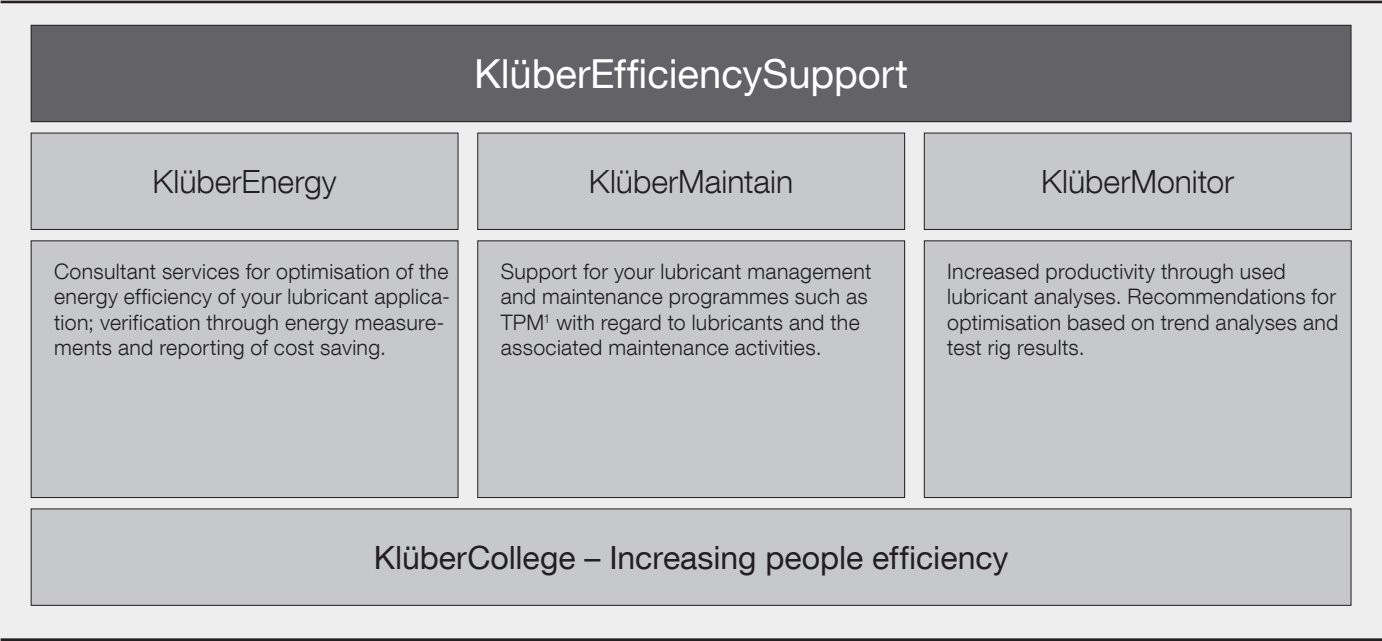 KlüberEfficiencySupport
KlüberEnergy
KlüberMaintain
KlüberMonitor
Consultant services for optimisation of the
energy efficiency of your lubricant applica-
tion; verification through energy measure-
ments and reporting of cost saving.
Support for your lubricant management
and maintenance programmes such as
TPM¹ with regard to lubricants and the
associated maintenance activities.
Increased productivity through used
lubricant analyses. Recommendations for
optimisation based on trend analyses and
test rig results.
KlüberCollege – Increasing people efficiency